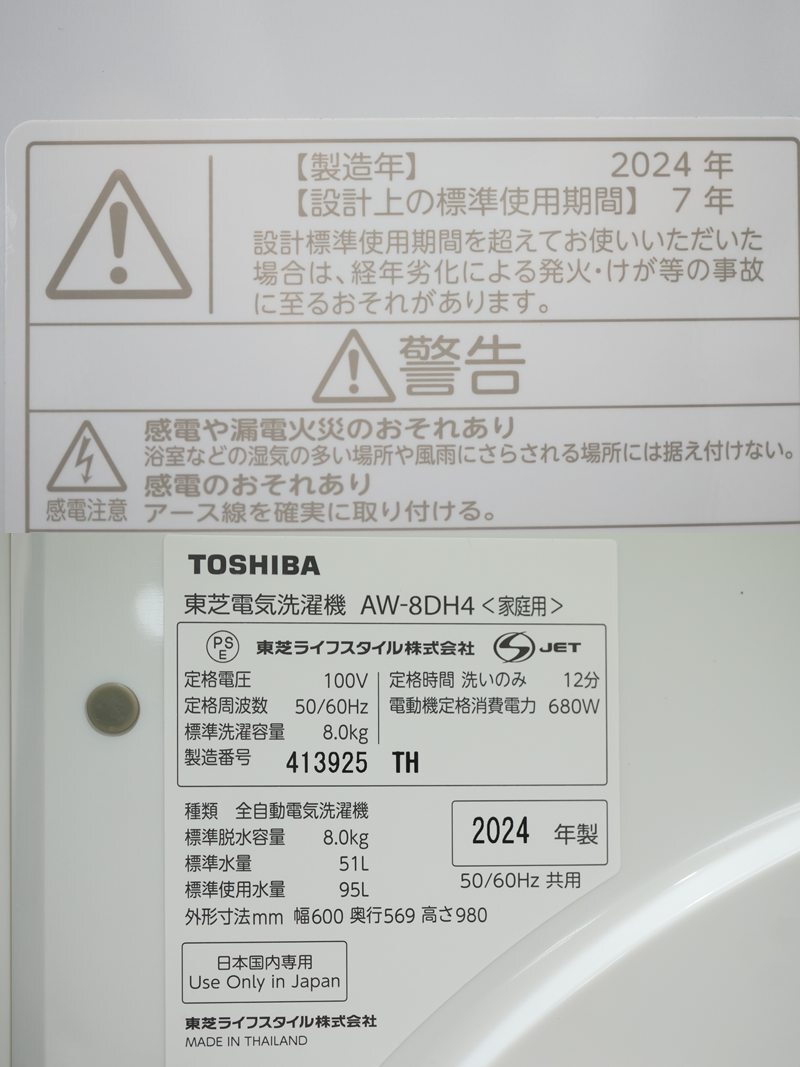 【製造年】 2024 年
【設計上の標準使用期間】 7 年
設計標準使用期間を超えてお使いいただいた
場合は、経年劣化による発火・けが等の事故
に至るおそれがあります。
警告
感電や漏電火災のおそれあり
浴室などの湿気の多い場所や風雨にさらされる場所には据え付けない。
感電のおそれあり
感電注意 アース線を確実に取り付ける。
TOSHIBA
東芝電気洗濯機 AW-8DH4 <家庭用>
PSE 東芝ライフスタイル株式会社 S JET
定格電圧 100V 定格時間 洗いのみ 12分
定格周波数 50/60Hz 電動機定格消費電力 680W
標準洗濯容量 8.0kg
製造番号 413925 TH
種類 全自動電気洗濯機
標準脱水容量 8.0kg 2024 年製
標準水量 51L
標準使用水量 95L 50/60Hz 共用
外形寸法mm 幅600 奥行569 高さ980
日本国内専用
Use Only in Japan
東芝ライフスタイル株式会社
MADE IN THAILAND